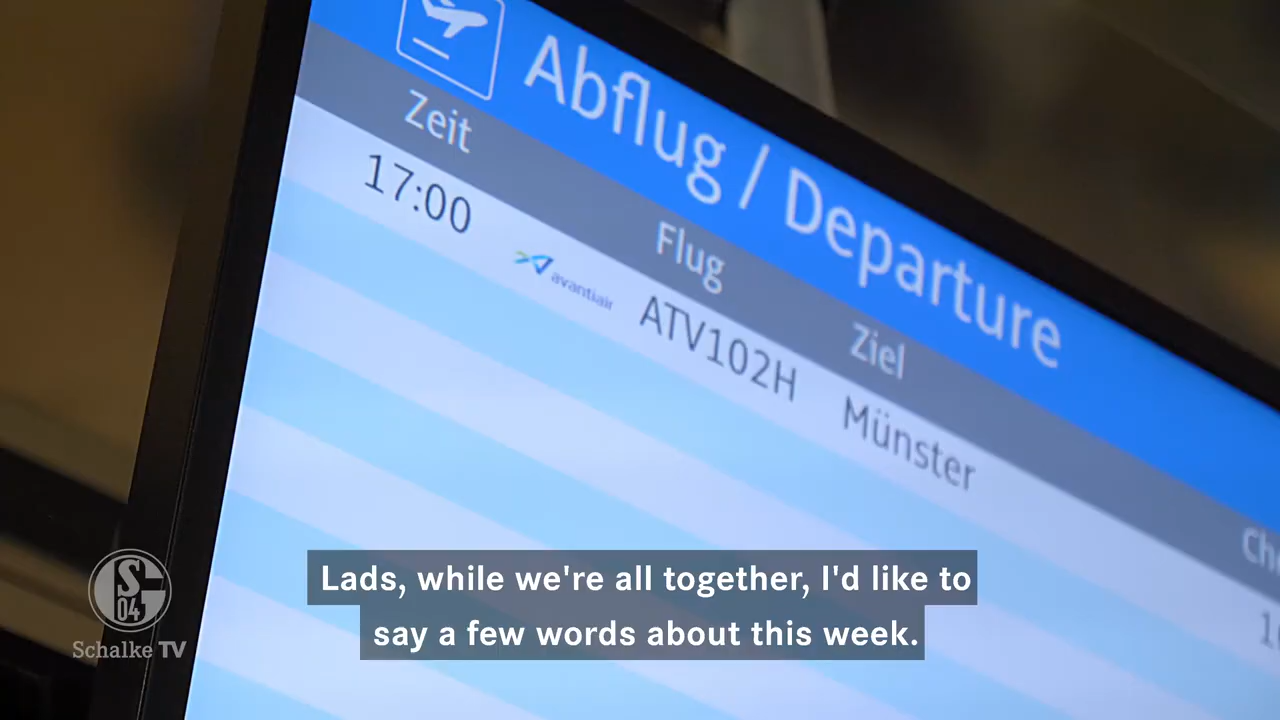 Abflug / Departure
Zeit Flug Ziel
17:00 avantiair ATV102H Münster
Lads, while we're all together, I'd like to
say a few words about this week.
S 04
Schalke TV